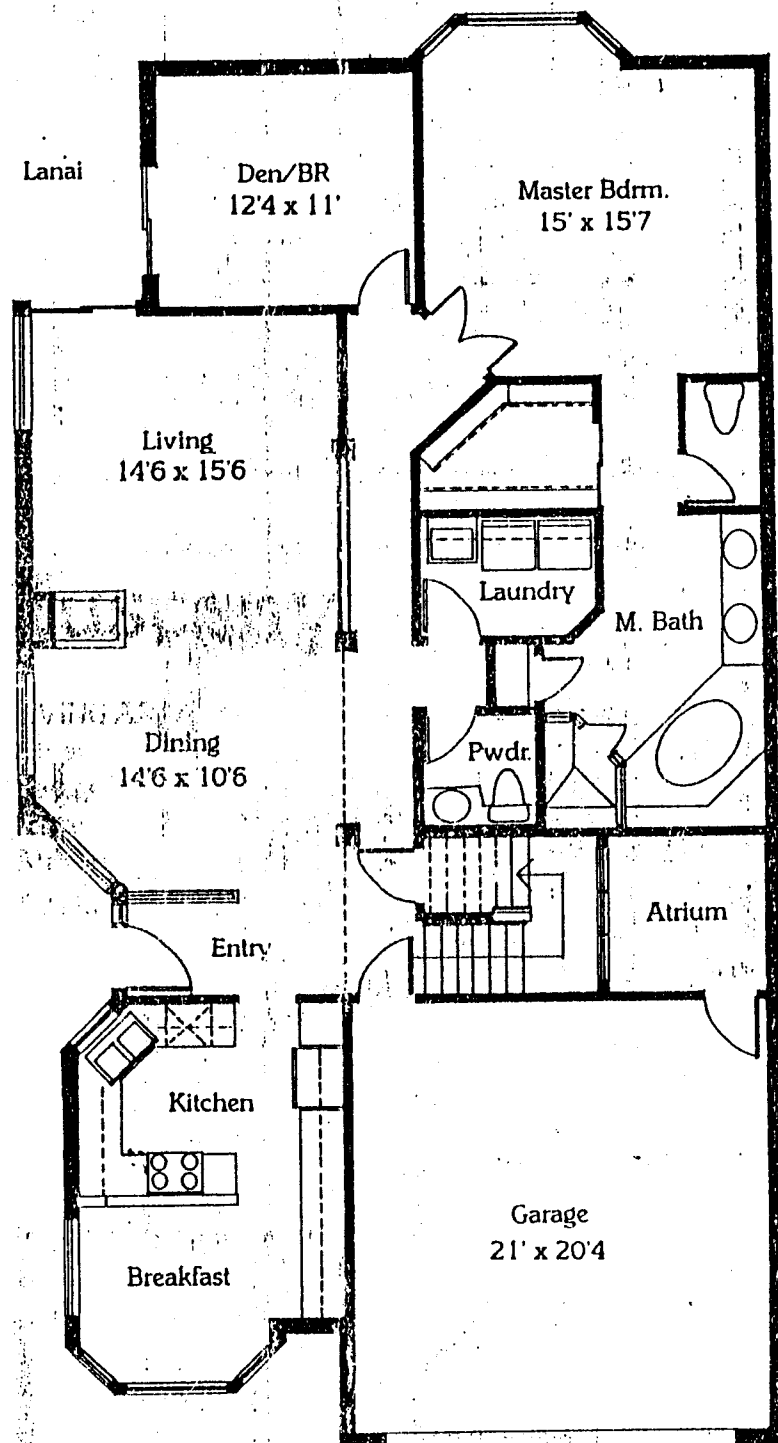 Lanai
Den/BR
12'4 x 11'
Master Bdrm.
15' x 15'7
Living
14'6 x 15'6
Laundry
M. Bath
Dining
14'6 x 10'6
Pwdr.
Atrium
Entry
Kitchen
Garage
21' x 20'4
Breakfast